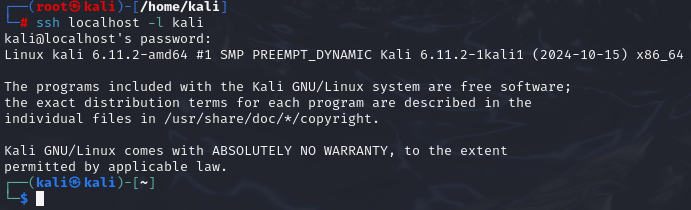 ┌──(root㉿kali)-[/home/kali]
└─# ssh localhost -l kali
kali@localhost's password:
Linux kali 6.11.2-amd64 #1 SMP PREEMPT_DYNAMIC Kali 6.11.2-1kali1 (2024-10-15) x86_64

The programs included with the Kali GNU/Linux system are free software;
the exact distribution terms for each program are described in the
individual files in /usr/share/doc/*/copyright.

Kali GNU/Linux comes with ABSOLUTELY NO WARRANTY, to the extent
permitted by applicable law.
┌──(kali㉿kali)-[~]
└─$